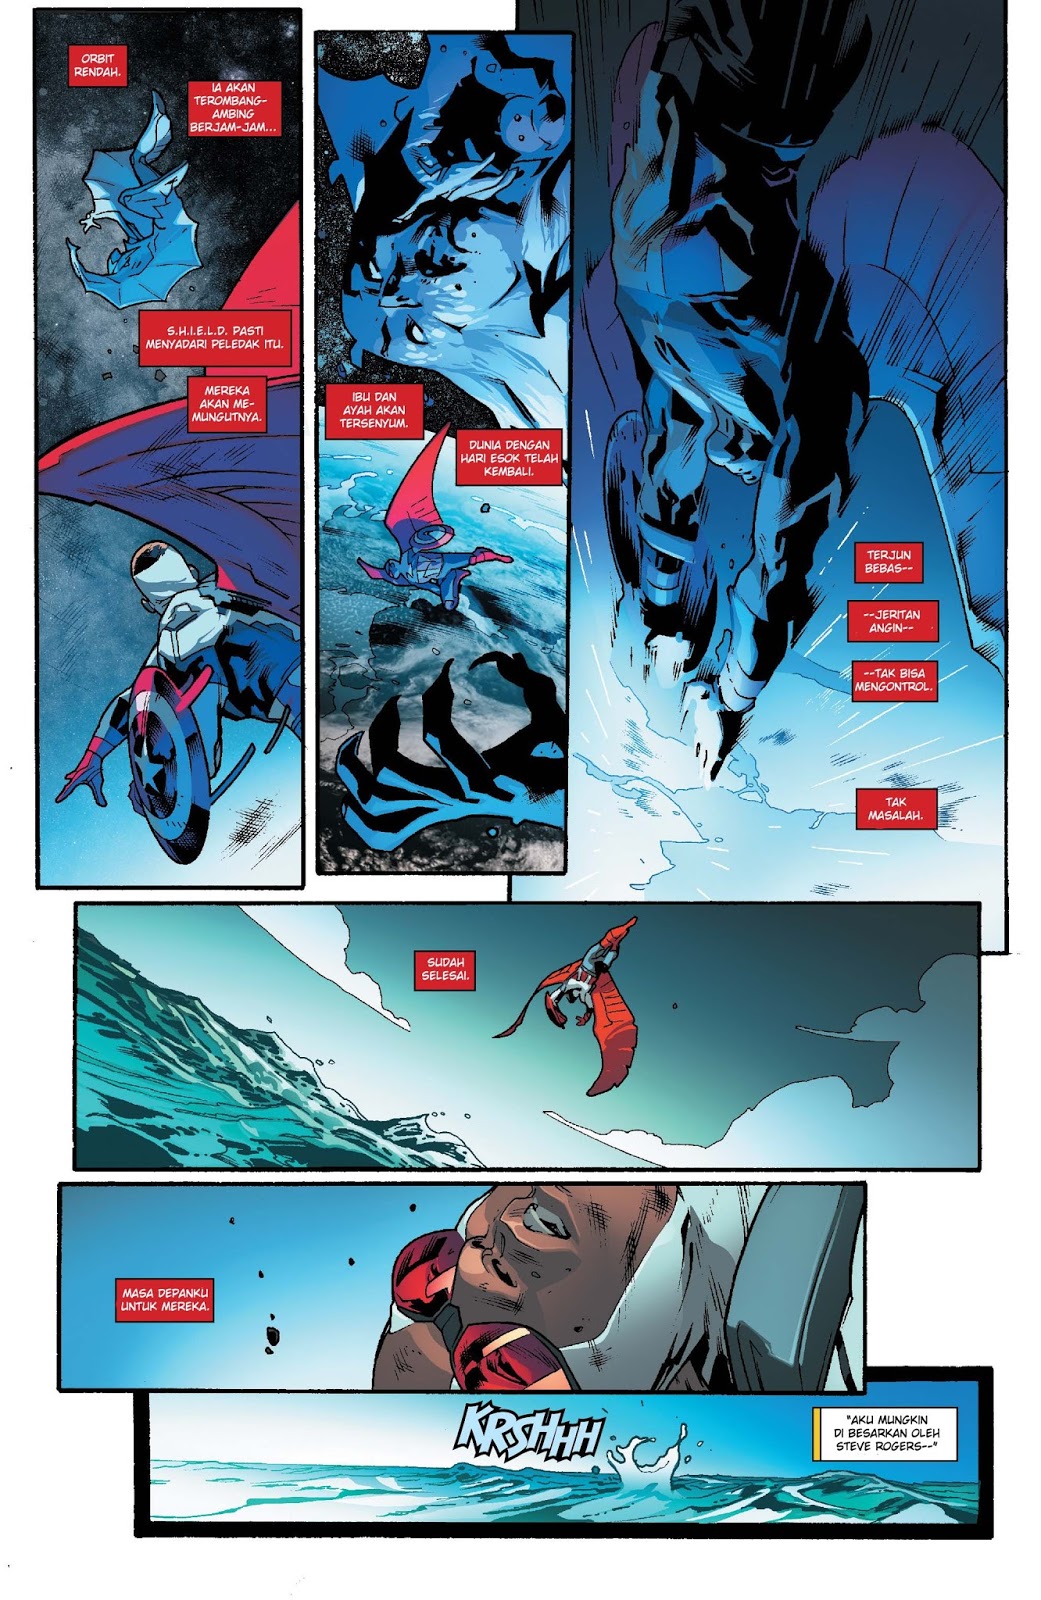 ORBIT
RENDAH.
IA AKAN
TEROMBANG-
AMBING
BERJAM-JAM...
S.H.I.E.L.D. PASTI
MENYADARI PELEDAK ITU.
MEREKA
AKAN ME-
MUNGUTNYA.
IBU DAN
AYAH AKAN
TERSENYUM.
DUNIA DENGAN
HARI ESOK TELAH
KEMBALI.
TERJUN
BEBAS--
--JERITAN
ANGIN--
--TAK BISA
MENGONTROL.
TAK
MASALAH.
SUDAH
SELESAI.
MASA DEPANKU
UNTUK MEREKA.
KRSHHH
"AKU MUNGKIN
DI BESARKAN OLEH
STEVE ROGERS--"